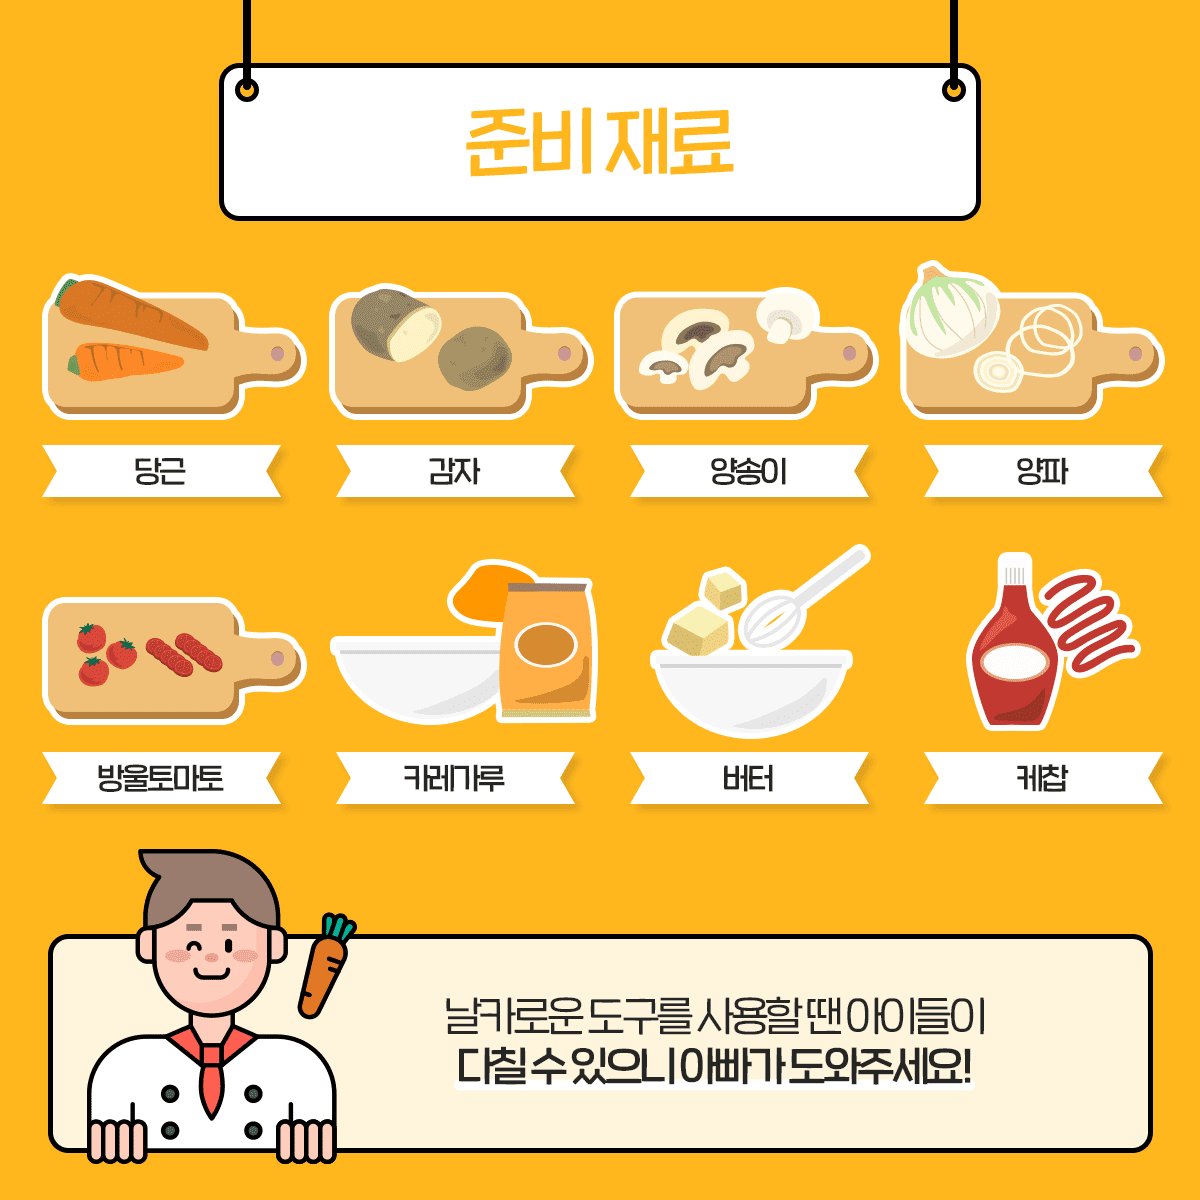 준비 재료
당근
감자
양송이
양파
방울토마토
카레가루
버터
케찹
날카로운 도구를 사용할 땐 아이들이
다칠 수 있으니 아빠가 도와주세요!